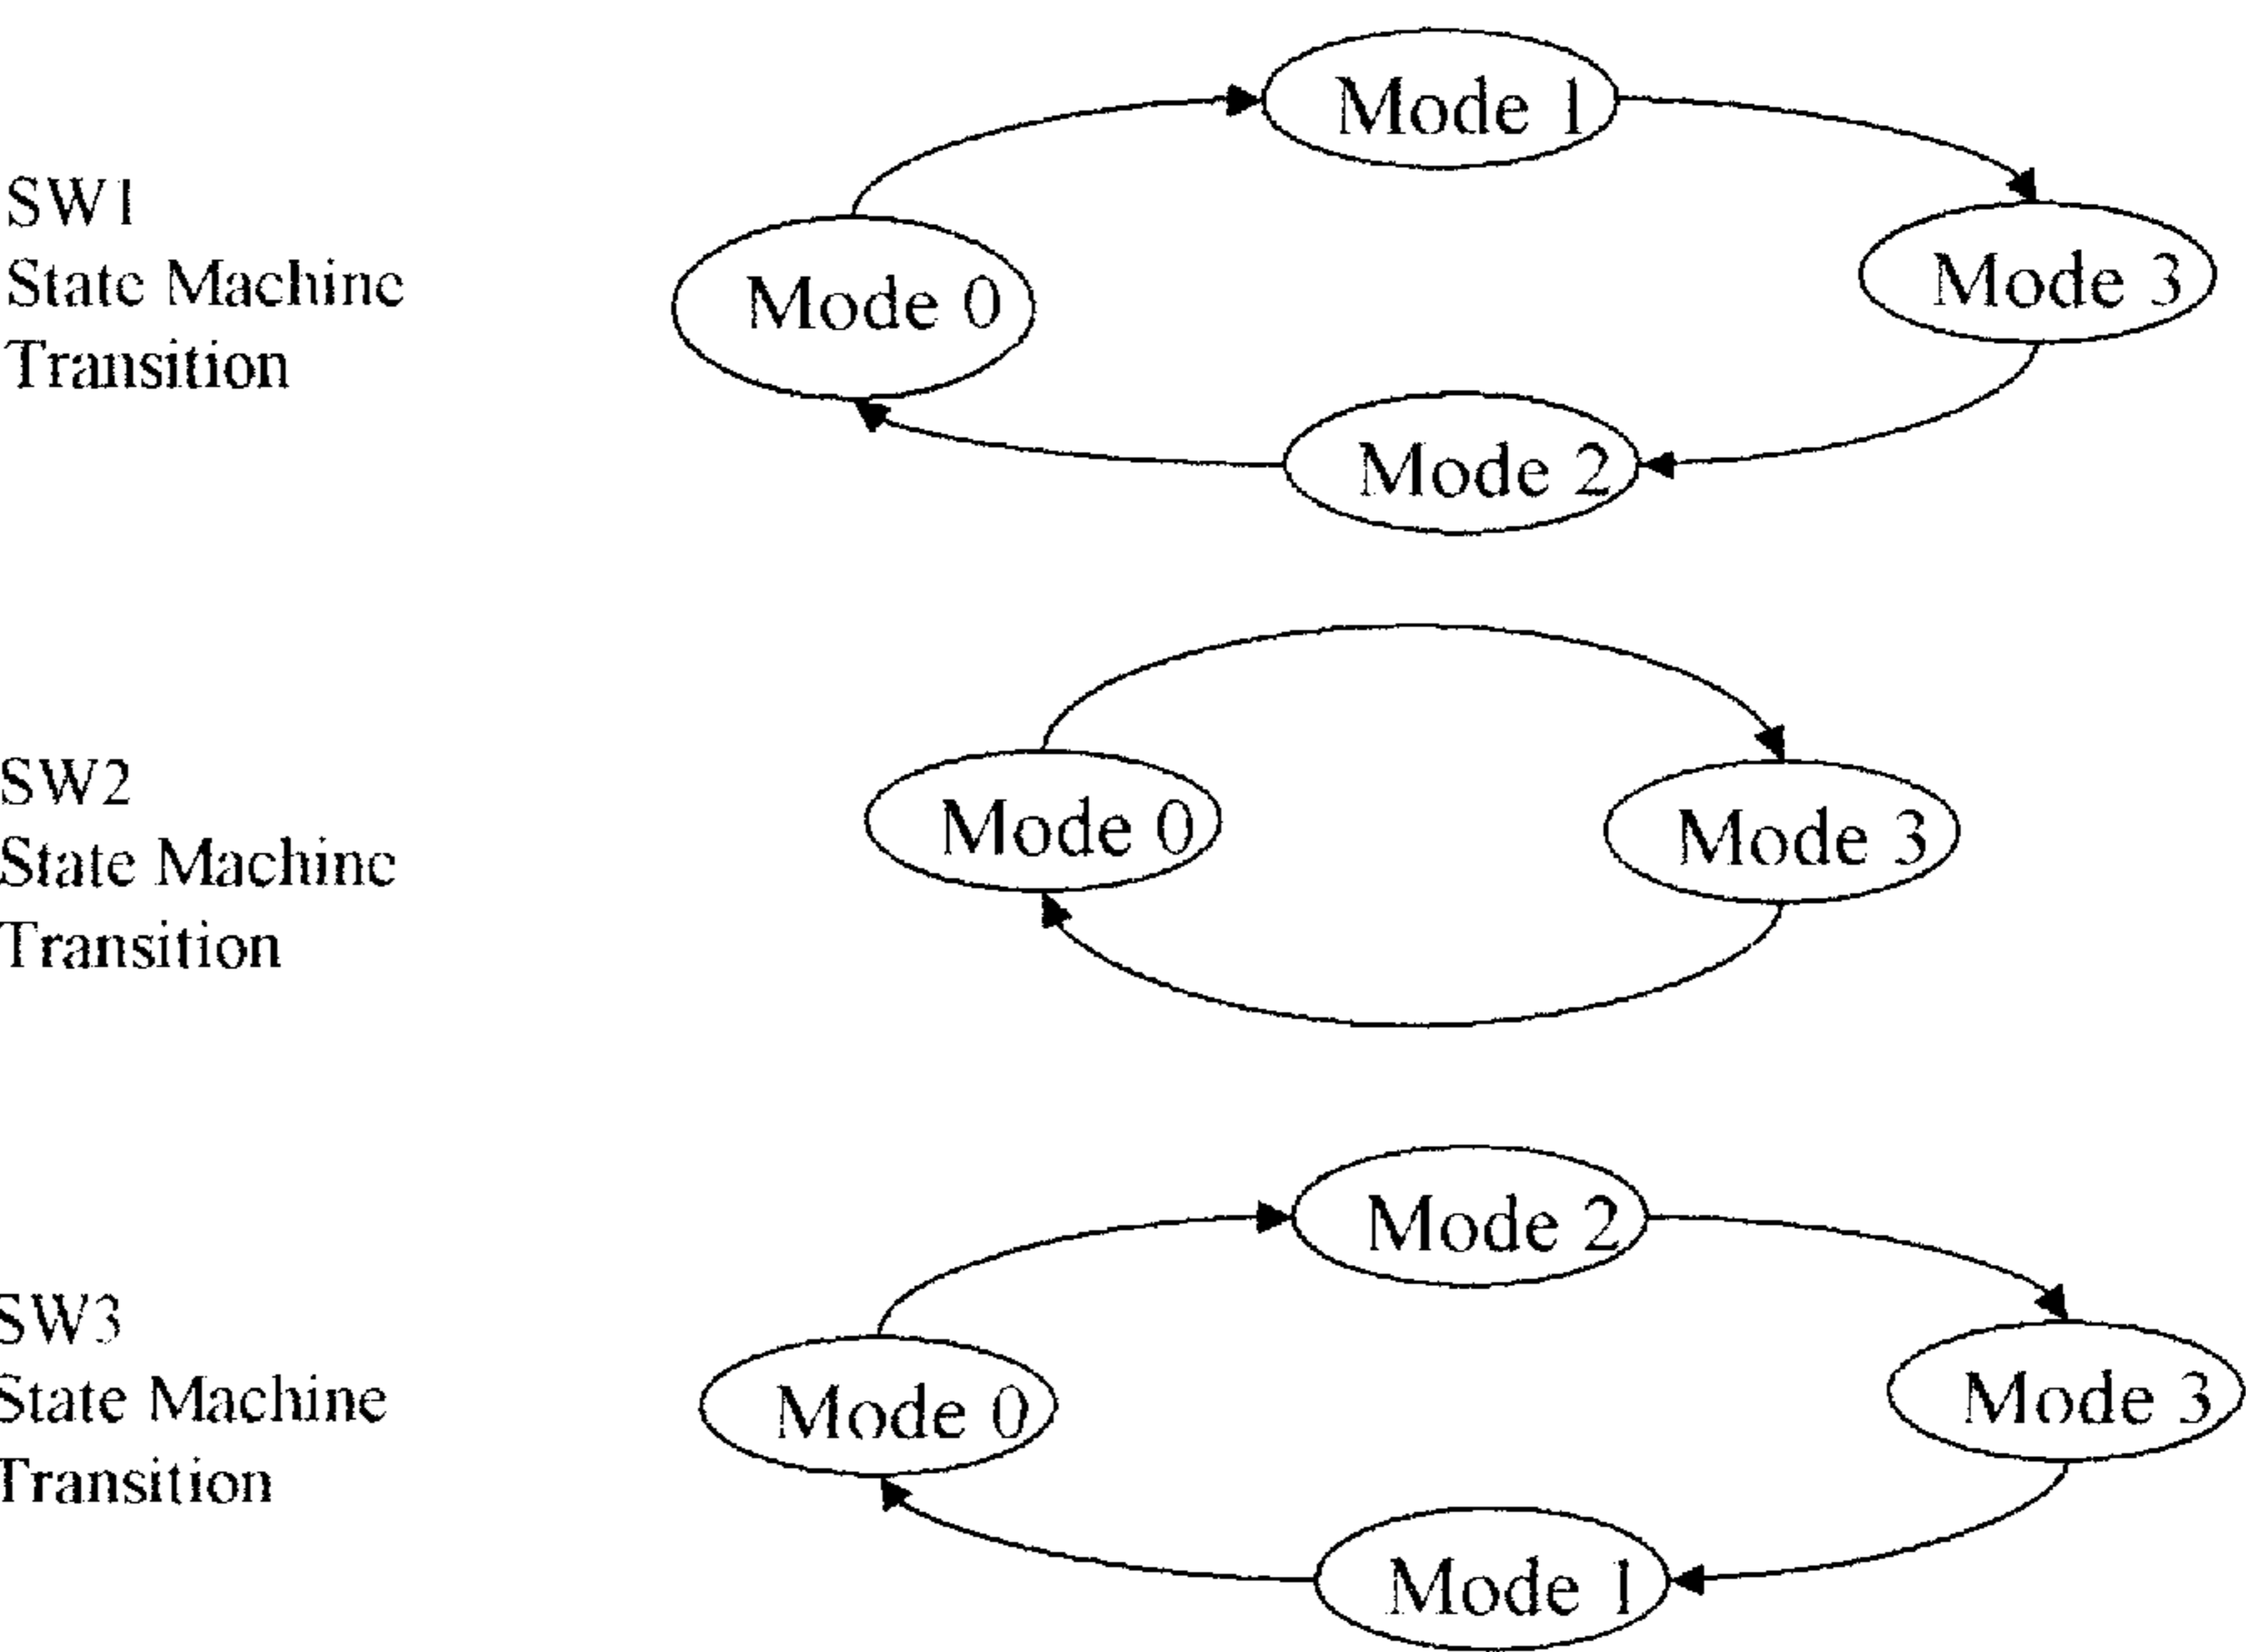 SW1
State Machine
Transition
Mode 1
Mode 0
Mode 3
Mode 2
SW2
State Machine
Transition
Mode 0
Mode 3
SW3
State Machine
Transition
Mode 2
Mode 0
Mode 3
Mode 1